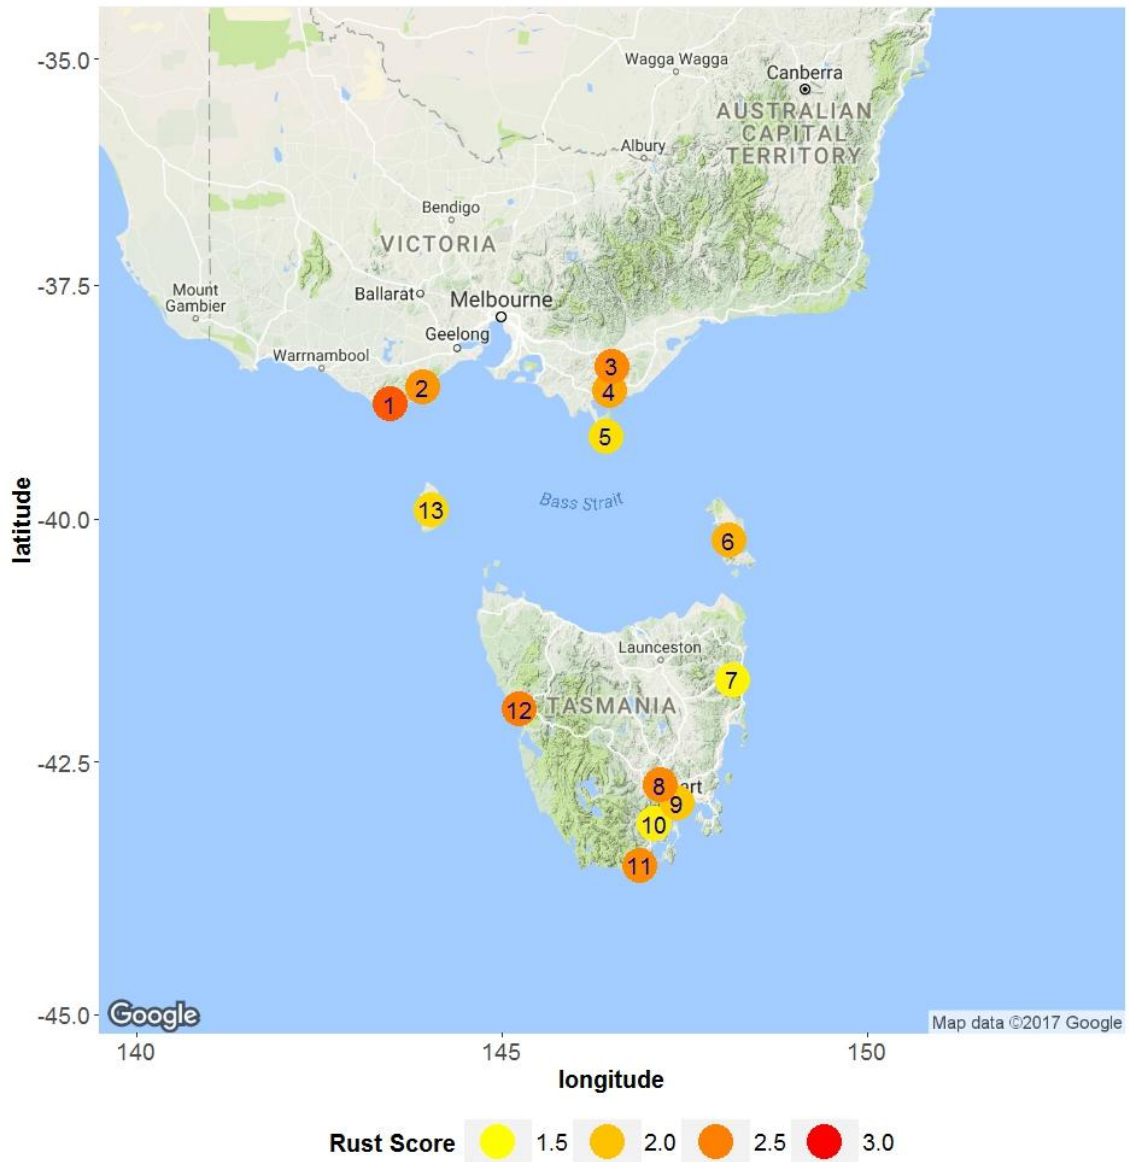 -35.0
Wagga Wagga
Canberra
AUSTRALIAN
CAPITAL
TERRITORY
Albury
Bendigo
VICTORIA
-37.5
Mount
Gambier
Ballarat
Melbourne
Geelong
Warrnambool
3
2
4
1
5
latitude
-40.0
13
Bass Strait
6
Launceston
7
12
TASMANIA
-42.5
8
art
9
10
11
-45.0
Google
Map data ©2017 Google
140
145
150
longitude
Rust Score 1.5 2.0 2.5 3.0